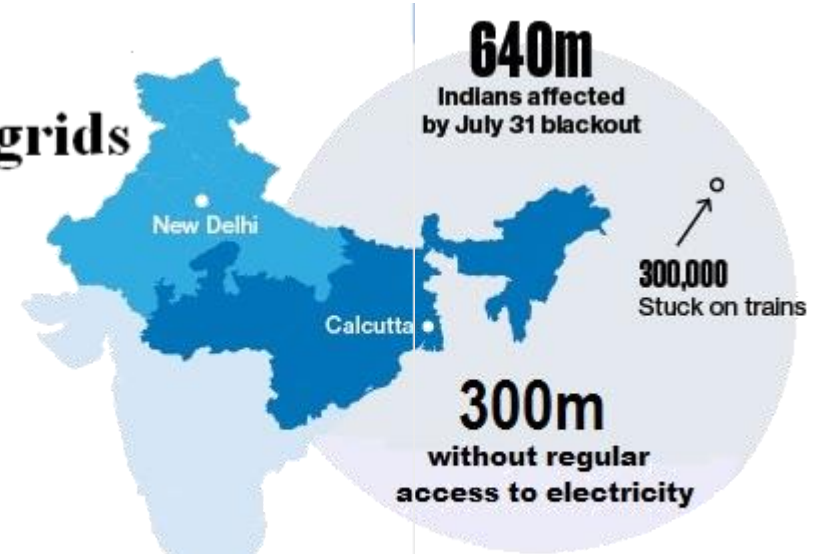 640m
Indians affected
by July 31 blackout
grids
New Delhi
300,000
Stuck on trains
Calcutta
300m
without regular
access to electricity